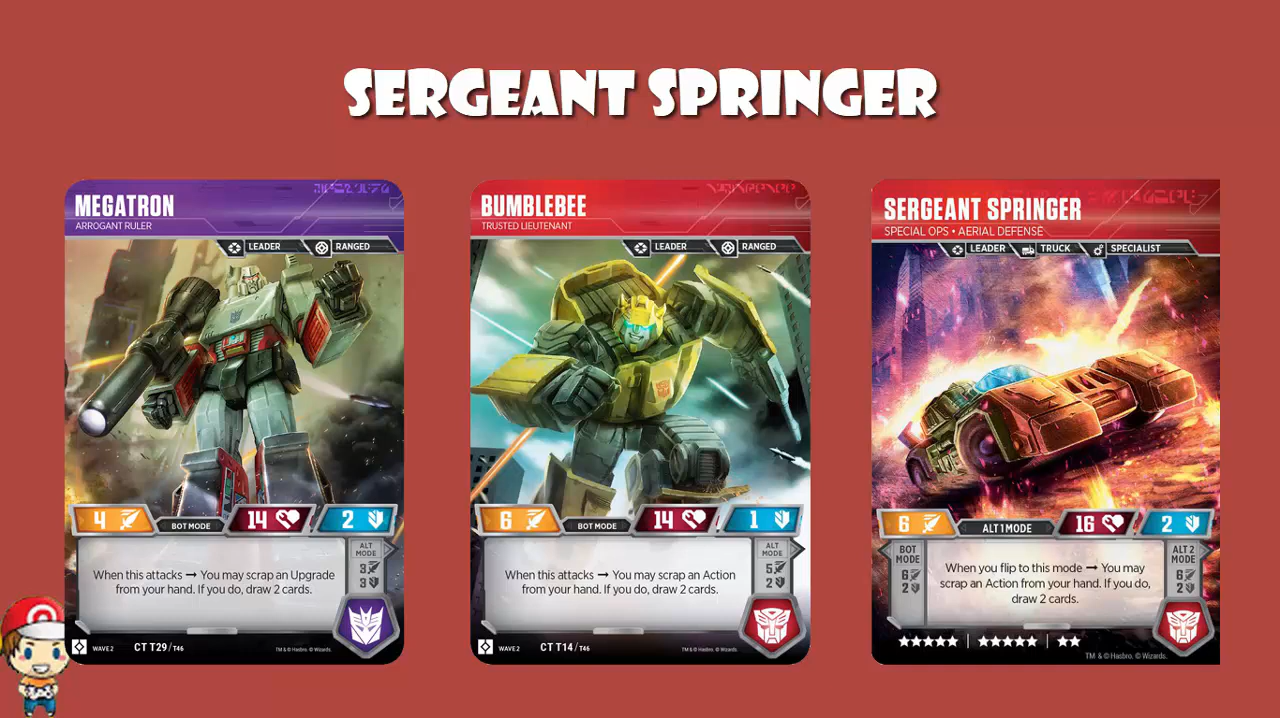 SERGEANT SPRINGER
MEGATRON
ARROGANT RULER
LEADER RANGED
4 BOT MODE 14 2
When this attacks → You may scrap an Upgrade
from your hand. If you do, draw 2 cards.
ALT
MODE
3
3
WAVE 2 CT T29/T46 TM & © Hasbro. © Wizards.
BUMBLEBEE
TRUSTED LIEUTENANT
LEADER RANGED
6 BOT MODE 14 1
When this attacks → You may scrap an Action
from your hand. If you do, draw 2 cards.
ALT
MODE
5
2
WAVE 2 CT T14/T46 TM & © Hasbro. © Wizards.
SERGEANT SPRINGER
SPECIAL OPS • AERIAL DEFENSE
LEADER TRUCK SPECIALIST
6 ALT 1 MODE 16 2
BOT
MODE
6
2
When you flip to this mode → You may
scrap an Action from your hand. If you do,
draw 2 cards.
ALT 2
MODE
6
2
★★★★★ | ★★★★★ | ★★
TM & © Hasbro. © Wizards.